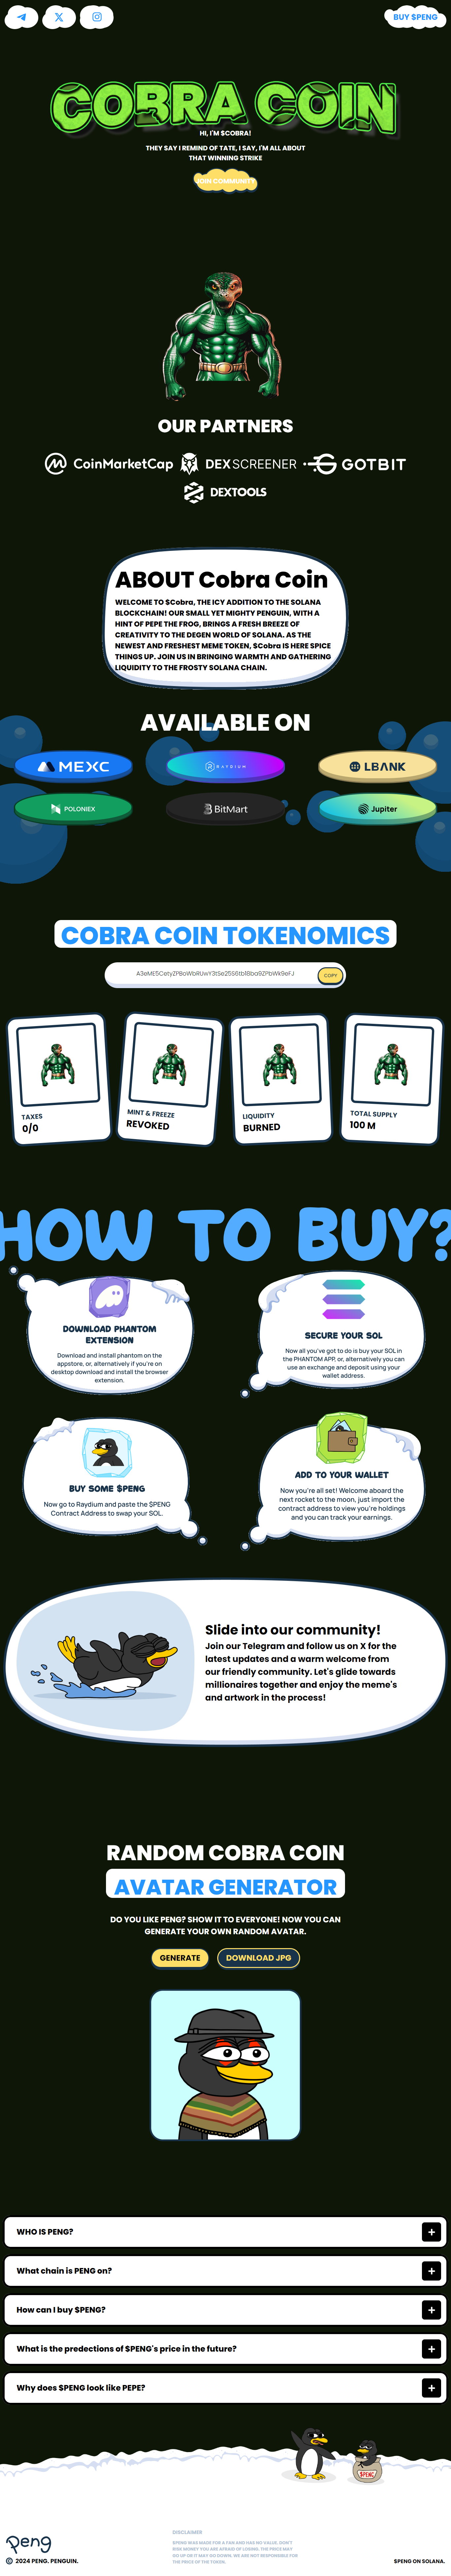 BUY $PENG
COBRA COIN
HI, I'M $COBRA!
THEY SAY I REMIND OF TATE, I SAY, I'M ALL ABOUT
THAT WINNING STRIKE
JOIN COMMUNITY
OUR PARTNERS
CoinMarketCap DEX SCREENER GOTBIT
DEXTOOLS
ABOUT Cobra Coin
WELCOME TO $Cobra, THE ICY ADDITION TO THE SOLANA
BLOCKCHAIN! OUR SMALL YET MIGHTY PENGUIN, WITH A
HINT OF PEPE THE FROG, BRINGS A FRESH BREEZE OF
CREATIVITY TO THE DEGEN WORLD OF SOLANA. AS THE
NEWEST AND FRESHEST MEME TOKEN, $Cobra IS HERE SPICE
THINGS UP. JOIN US IN BRINGING WARMTH AND GATHERING
LIQUIDITY TO THE FROSTY SOLANA CHAIN.
AVAILABLE ON
MEXC RAYDIUM LBANK
POLONIEX BitMart Jupiter
COBRA COIN TOKENOMICS
COPY
TAXES
0/0
MINT & FREEZE
REVOKED
LIQUIDITY
BURNED
TOTAL SUPPLY
100 M
HOW TO BUY?
DOWNLOAD PHANTOM
EXTENSION
Download and install phantom on the
appstore, or, alternatively if you're on
desktop download and install the browser
extension.
SECURE YOUR SOL
Now all you've got to do is buy your SOL in
the PHANTOM APP, or, alternatively you can
use an exchange and deposit using your
wallet address.
BUY SOME $PENG
Now go to Raydium and paste the $PENG
Contract Address to swap your SOL.
ADD TO YOUR WALLET
Now you're all set! Welcome aboard the
next rocket to the moon, just import the
contract address to view you're holdings
and you can track your earnings.
Slide into our community!
Join our Telegram and follow us on X for the
latest updates and a warm welcome from
our friendly community. Let's glide towards
millionaires together and enjoy the meme's
and artwork in the process!
RANDOM COBRA COIN
AVATAR GENERATOR
DO YOU LIKE PENG? SHOW IT TO EVERYONE! NOW YOU CAN
GENERATE YOUR OWN RANDOM AVATAR.
GENERATE DOWNLOAD JPG
WHO IS PENG?
What chain is PENG on?
How can I buy $PENG?
What is the predections of $PENG's price in the future?
Why does $PENG look like PEPE?
$PENG
Peng
© 2024 PENG. PENGUIN.
DISCLAIMER
$PENG WAS MADE FOR A FAN AND HAS NO VALUE. DON'T
RISK MONEY YOU ARE AFRAID OF LOSING. THE PRICE MAY
GO UP OR IT MAY GO DOWN. WE ARE NOT RESPONSIBLE FOR
THE PRICE OF THE TOKEN.
$PENG ON SOLANA.